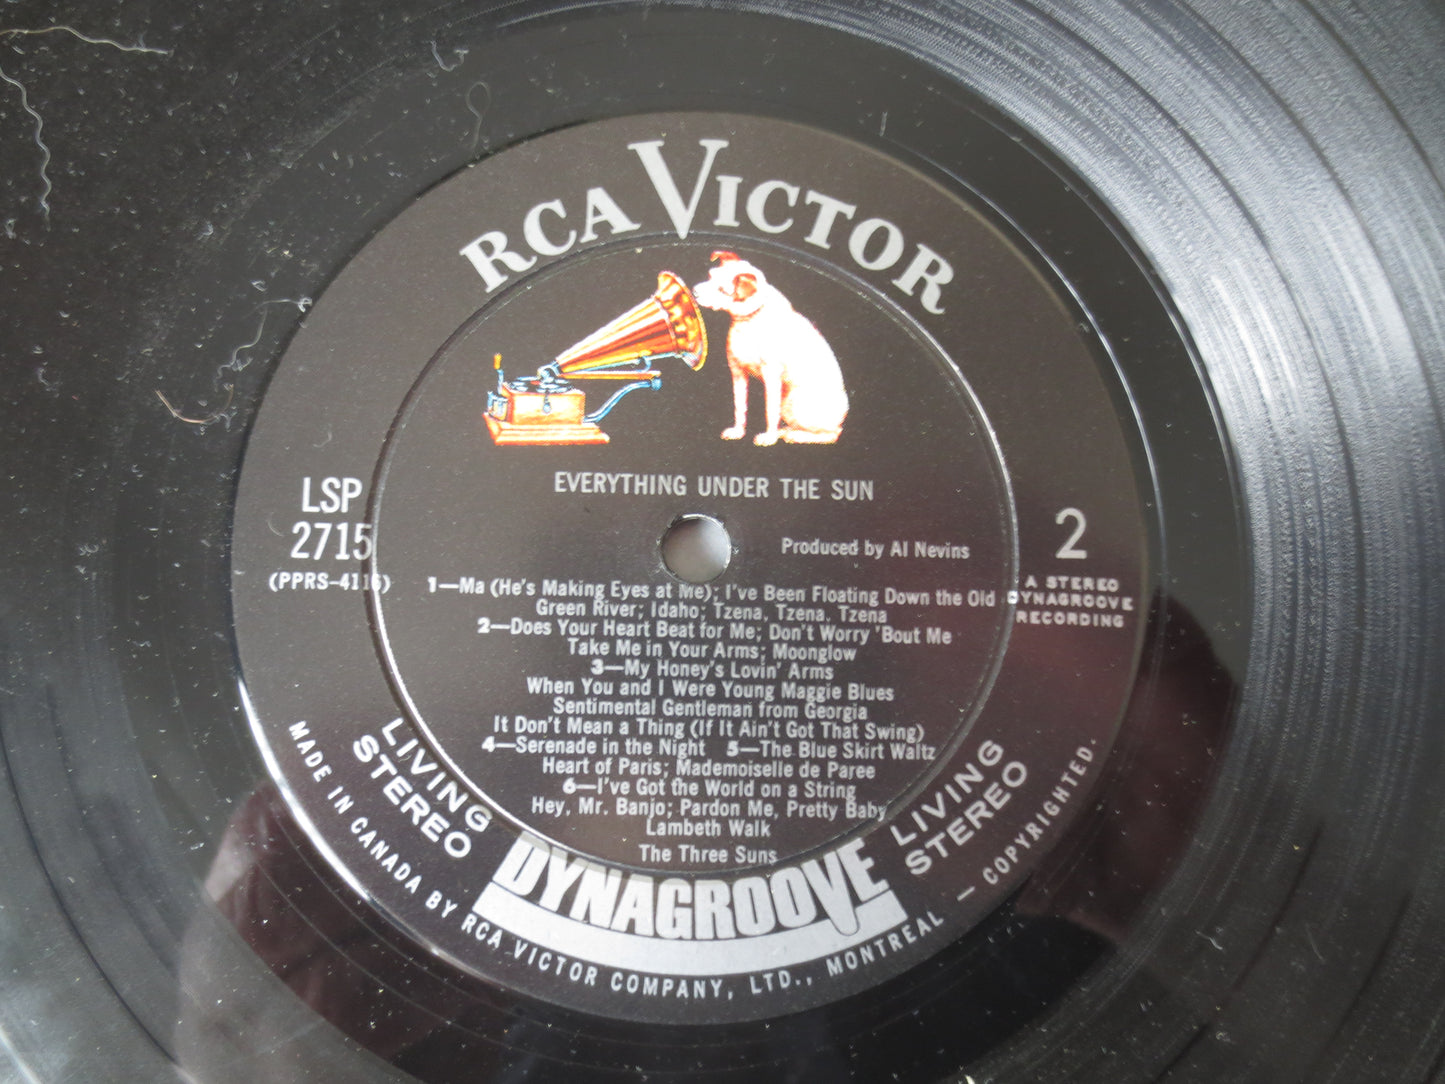 RCA VICTOR
EVERYTHING UNDER THE SUN
LSP
2715
(PPRS-4116)
Produced by Al Nevins
2
A STEREO
DYNAGROOVE
RECORDING
1—Ma (He's Making Eyes at Me); I've Been Floating Down the Old
Green River; Idaho; Tzena, Tzena, Tzena
2—Does Your Heart Beat for Me; Don't Worry 'Bout Me
Take Me in Your Arms; Moonglow
3—My Honey's Lovin' Arms
When You and I Were Young Maggie Blues
Sentimental Gentleman from Georgia
It Don't Mean a Thing (If It Ain't Got That Swing)
4—Serenade in the Night 5—The Blue Skirt Waltz
Heart of Paris; Mademoiselle de Paree
6—I've Got the World on a String
Hey, Mr. Banjo; Pardon Me, Pretty Baby
Lambeth Walk
The Three Suns
LIVING
STEREO
DYNAGROOVE
LIVING
STEREO
MADE IN CANADA BY RCA VICTOR COMPANY, LTD., MONTREAL — COPYRIGHTED.